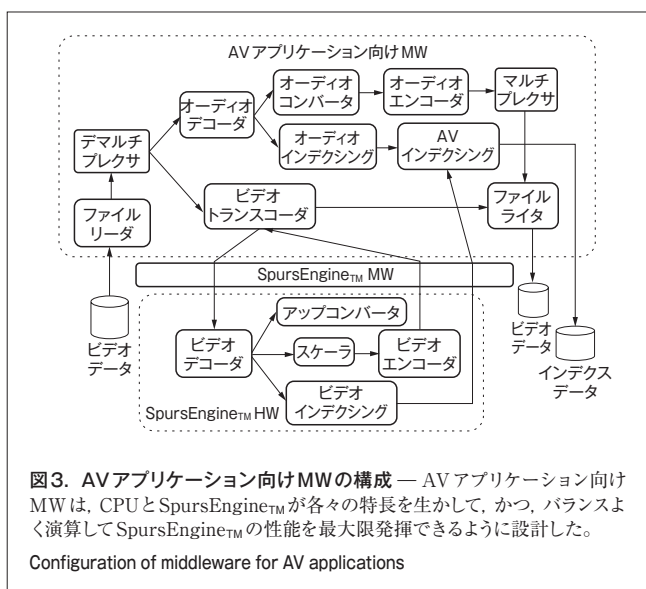 AVアプリケーション向けMW
オーディオ
コンバータ
オーディオ
エンコーダ
マルチ
プレクサ
オーディオ
デコーダ
オーディオ
インデクシング
AV
インデクシング
デマルチ
プレクサ
ビデオ
トランスコーダ
ファイル
ライタ
ファイル
リーダ
SpursEngine™ MW
ビデオ
データ
アップコンバータ
ビデオ
デコーダ
スケーラ
ビデオ
エンコーダ
ビデオ
インデクシング
SpursEngine™ HW
ビデオ
データ
インデクス
データ
図3. AVアプリケーション向けMWの構成 — AVアプリケーション向け
MWは,CPUとSpursEngine™が各々の特長を生かして,かつ,バランスよ
く演算してSpursEngine™の性能を最大限発揮できるように設計した。
Configuration of middleware for AV applications